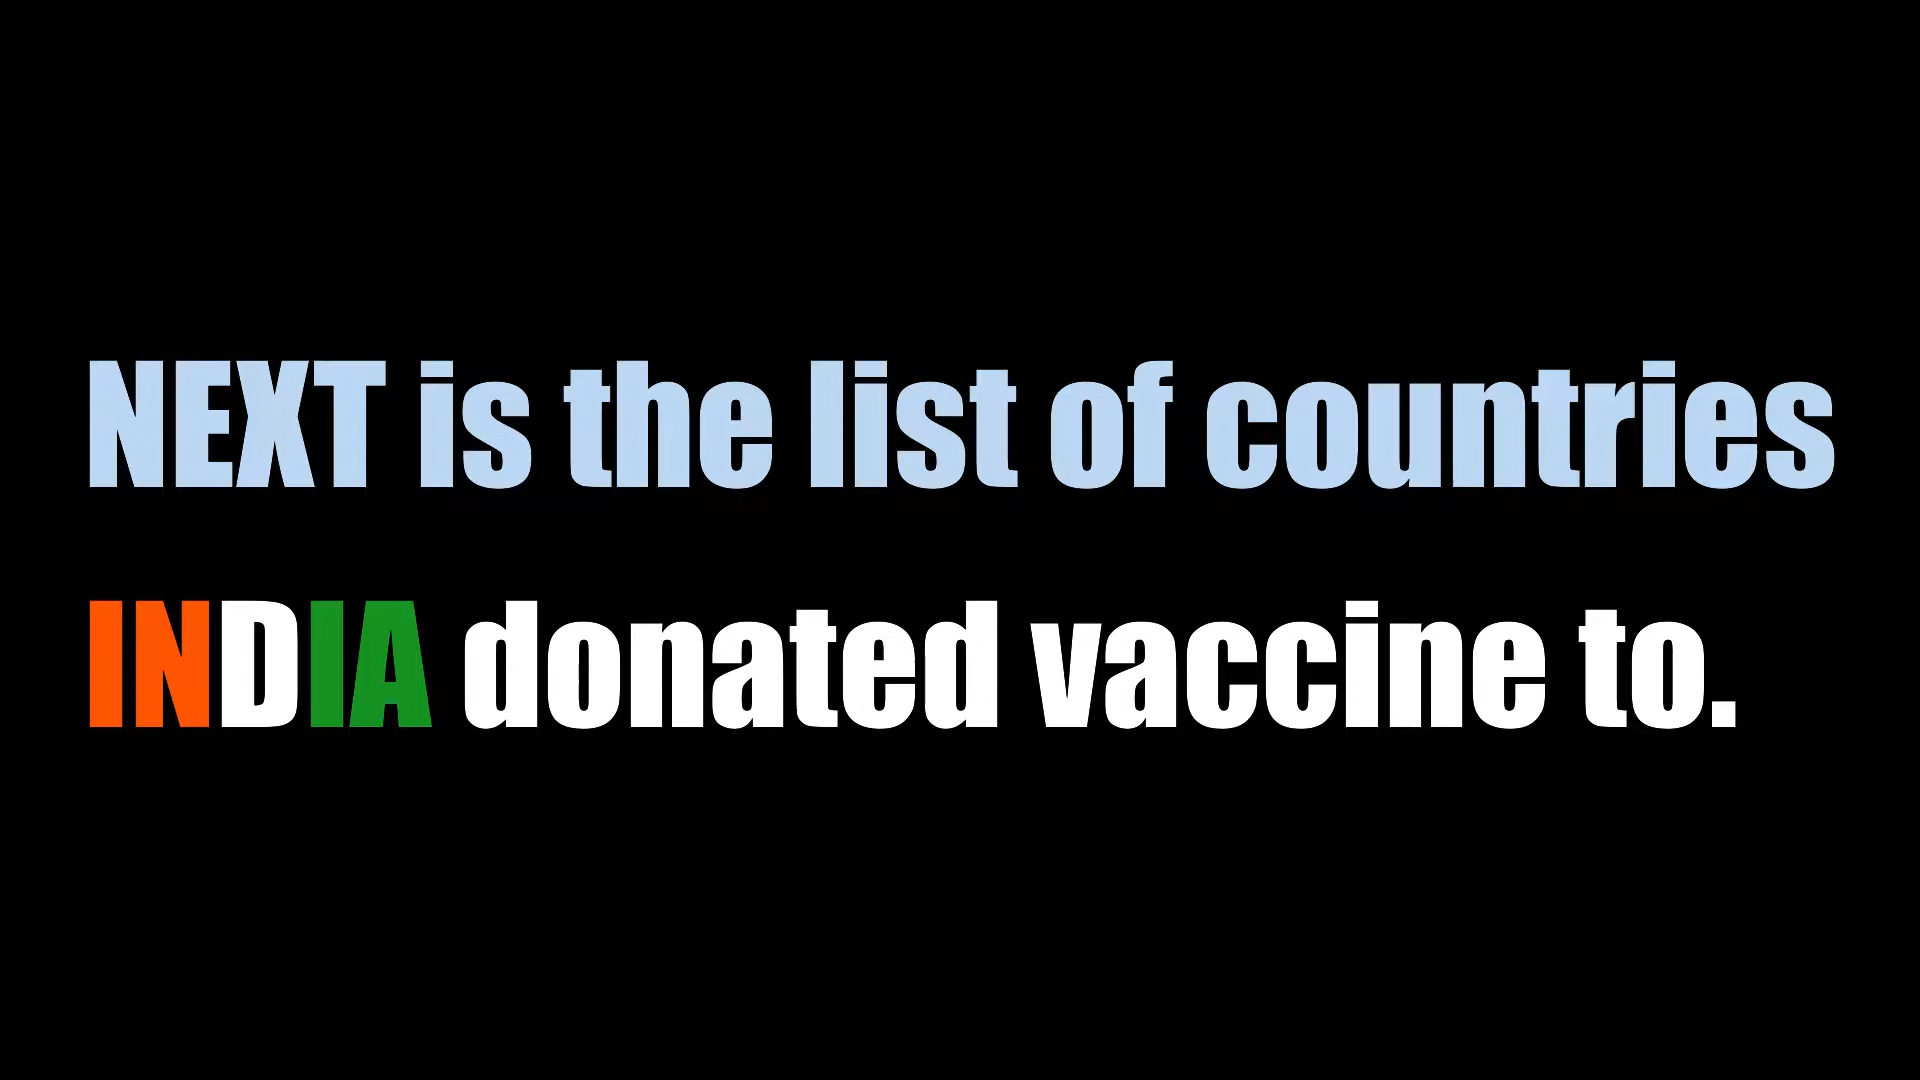 NEXT is the list of countries
INDIA donated vaccine to.